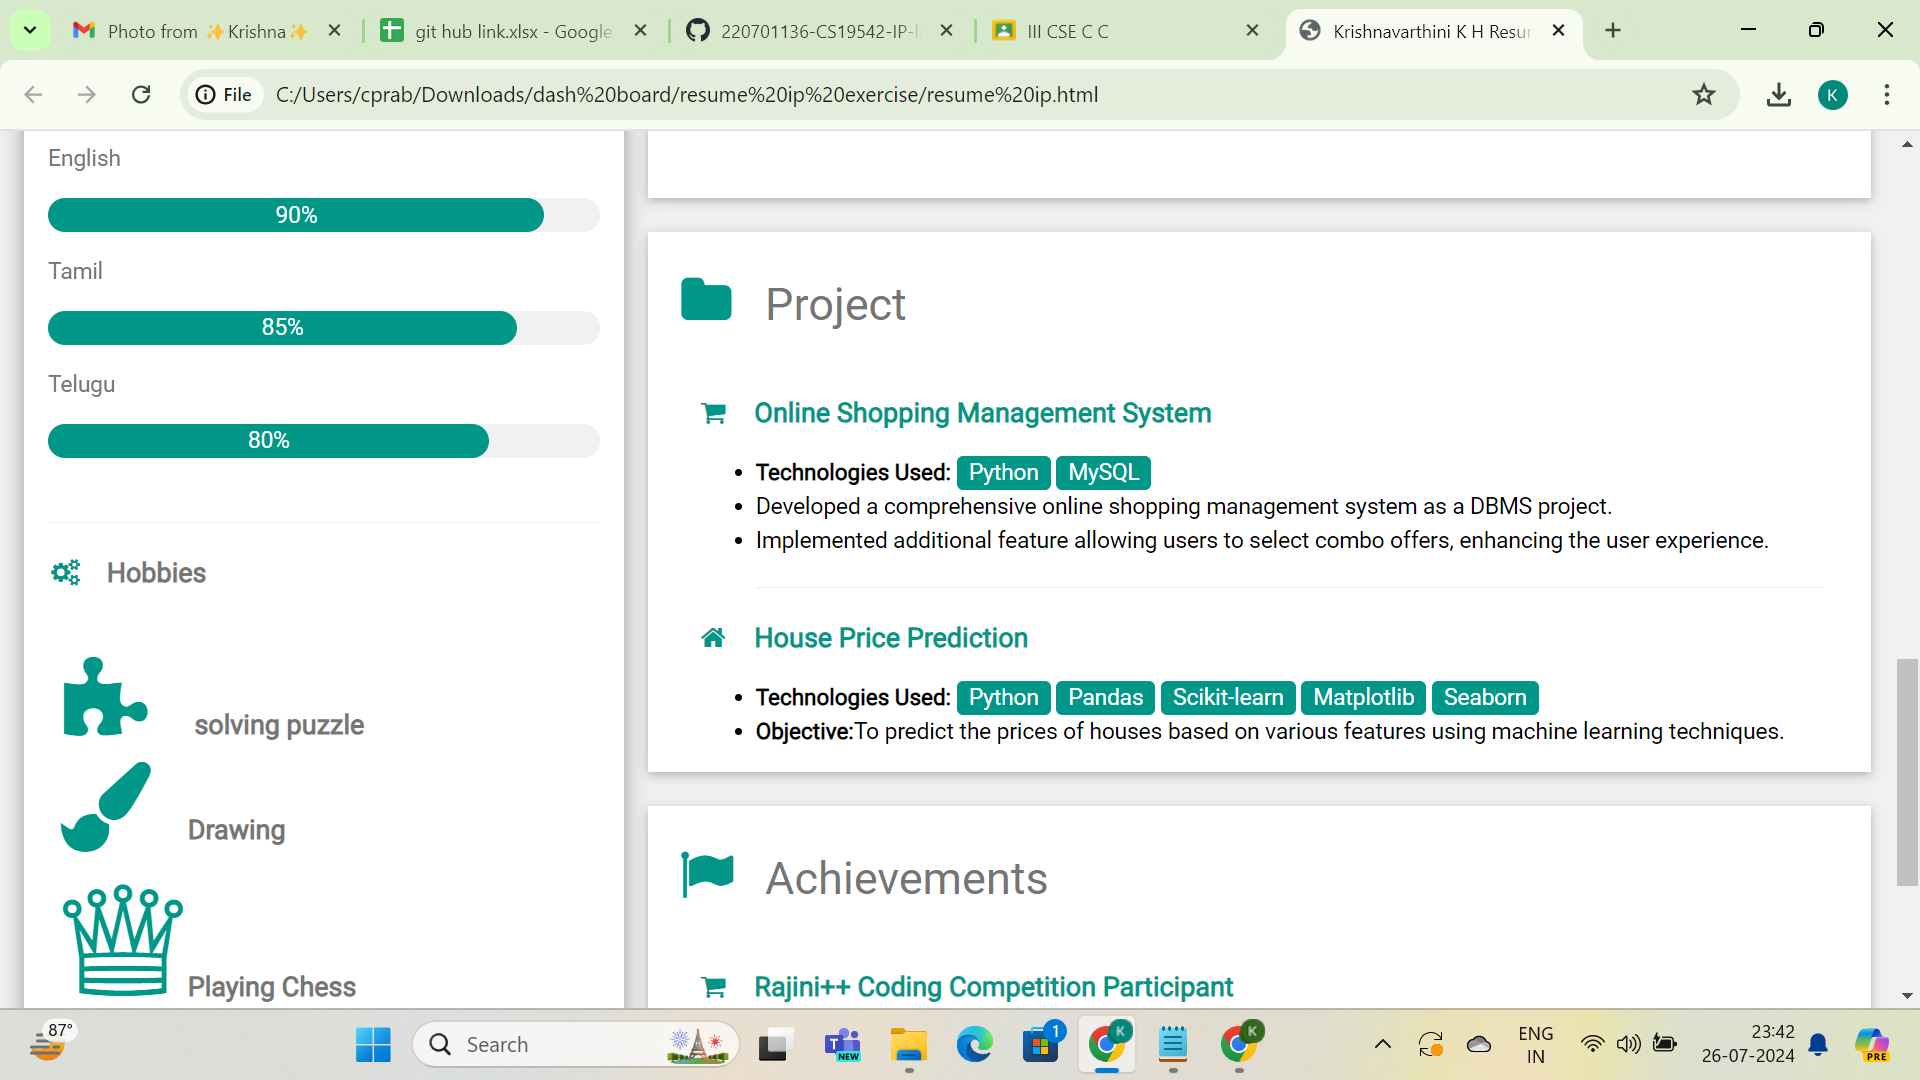 Photo from ✨Krishna✨
git hub link.xlsx - Google
220701136-CS19542-IP-l
III CSE C C
Krishnavarthini K H Resur
File
C:/Users/cprab/Downloads/dash%20board/resume%20ip%20exercise/resume%20ip.html
K
English
90%
Tamil
85%
Telugu
80%
Hobbies
solving puzzle
Drawing
Playing Chess
Project
Online Shopping Management System
• Technologies Used: Python MySQL
• Developed a comprehensive online shopping management system as a DBMS project.
• Implemented additional feature allowing users to select combo offers, enhancing the user experience.
House Price Prediction
• Technologies Used: Python Pandas Scikit-learn Matplotlib Seaborn
• Objective:To predict the prices of houses based on various features using machine learning techniques.
Achievements
Rajini++ Coding Competition Participant
87°
Search
T NEW
1
K
K
ENG
IN
23:42
26-07-2024
PRE